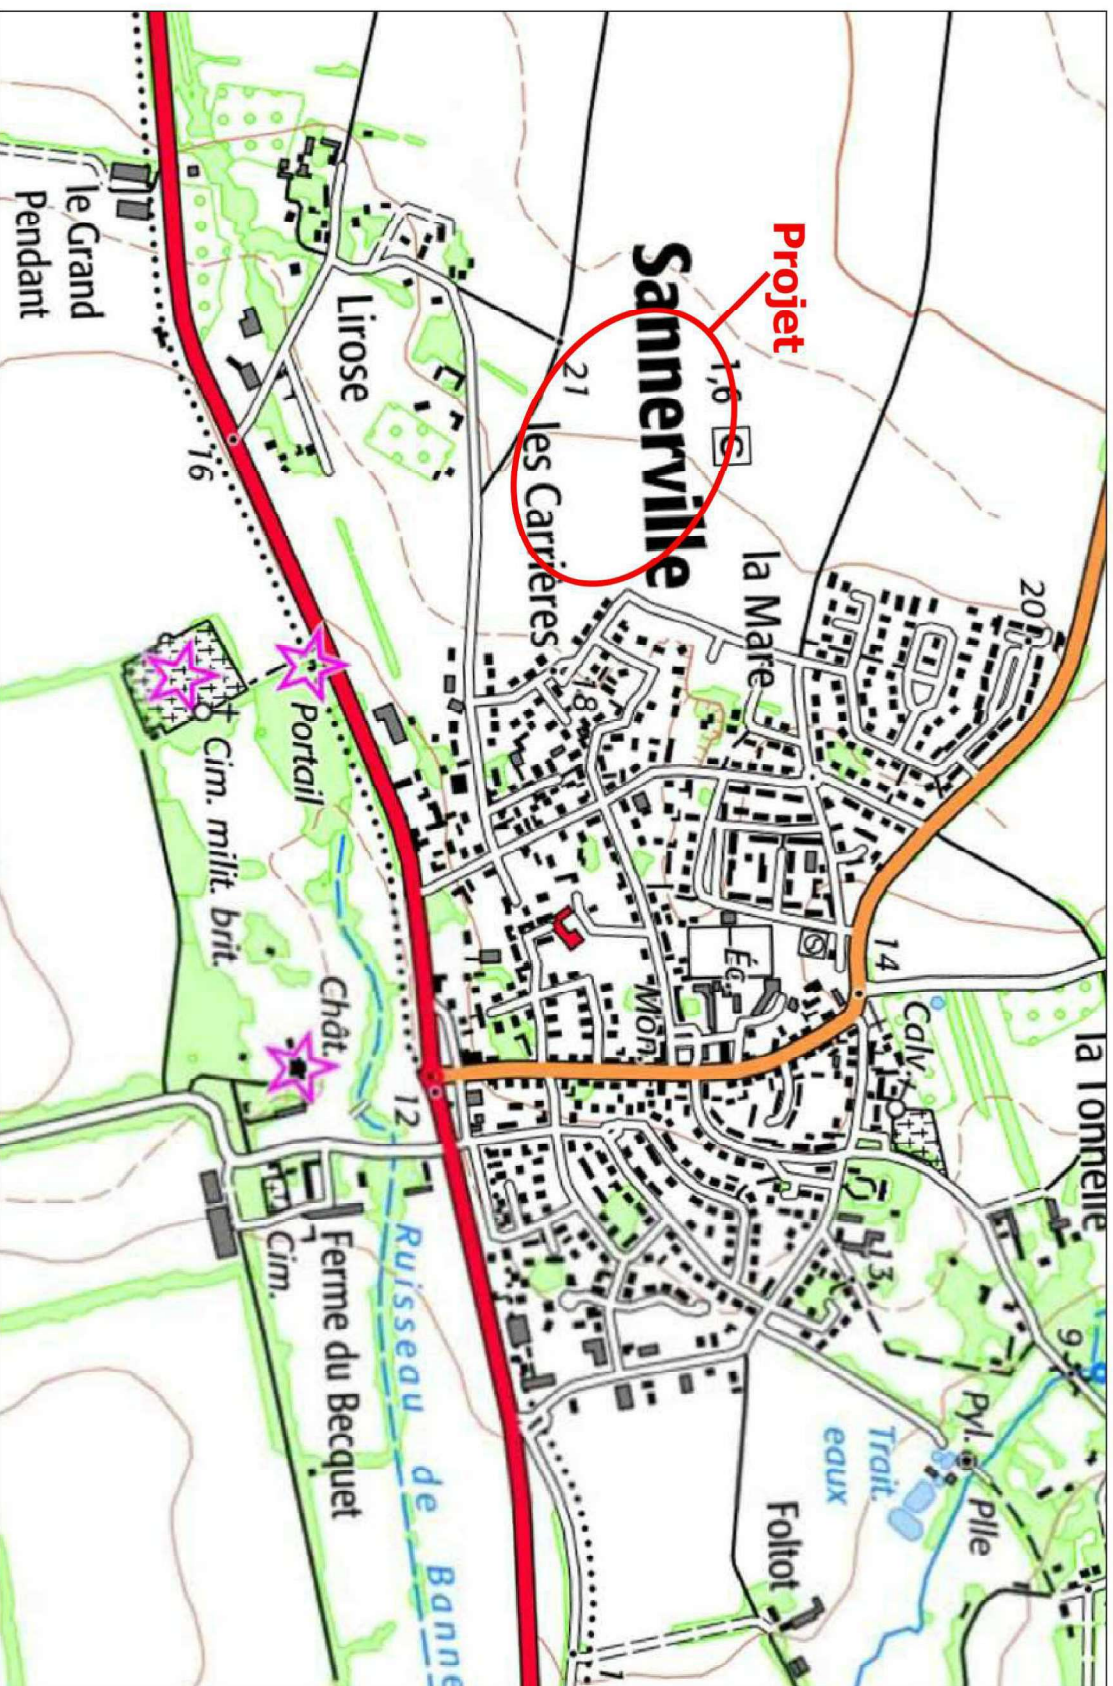 Projet
Sannerville
1,6
C
21
les Carrières
la Mare
20
Lirose
le Grand
Pendant
16
18
Portail
Cim. milit. brit.
Chât.
12
Éc.
Mon.
S
14
Calv.
la Tonnelle
13
9
Pyl.
Plle
Trait.
eaux
Foltot
Cim.
Ferme du Becquet
Ruisseau de Banne
7